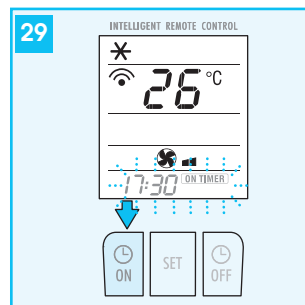 29
INTELLIGENT REMOTE CONTROL
26 °C
17:30 ON TIMER
ON
SET
OFF